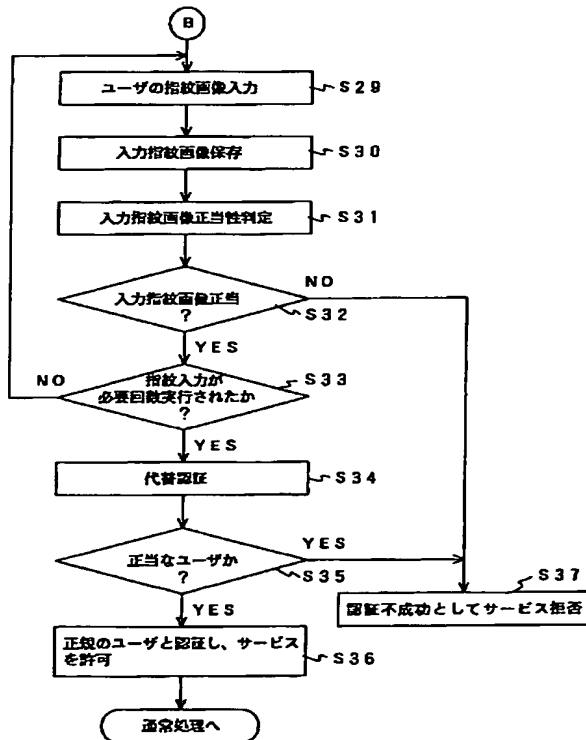 B
ユーザの指紋画像入力
S29
入力指紋画像保存
S30
入力指紋画像正当性判定
S31
NO
入力指紋画像正当
?
S32
YES
NO
指紋入力が
必要回数実行されたか
?
S33
YES
代替認証
S34
YES
正当なユーザか
?
S35
S37
認証不成功としてサービス拒否
YES
正規のユーザと認証し、サービス
を許可
S36
通常処理へ